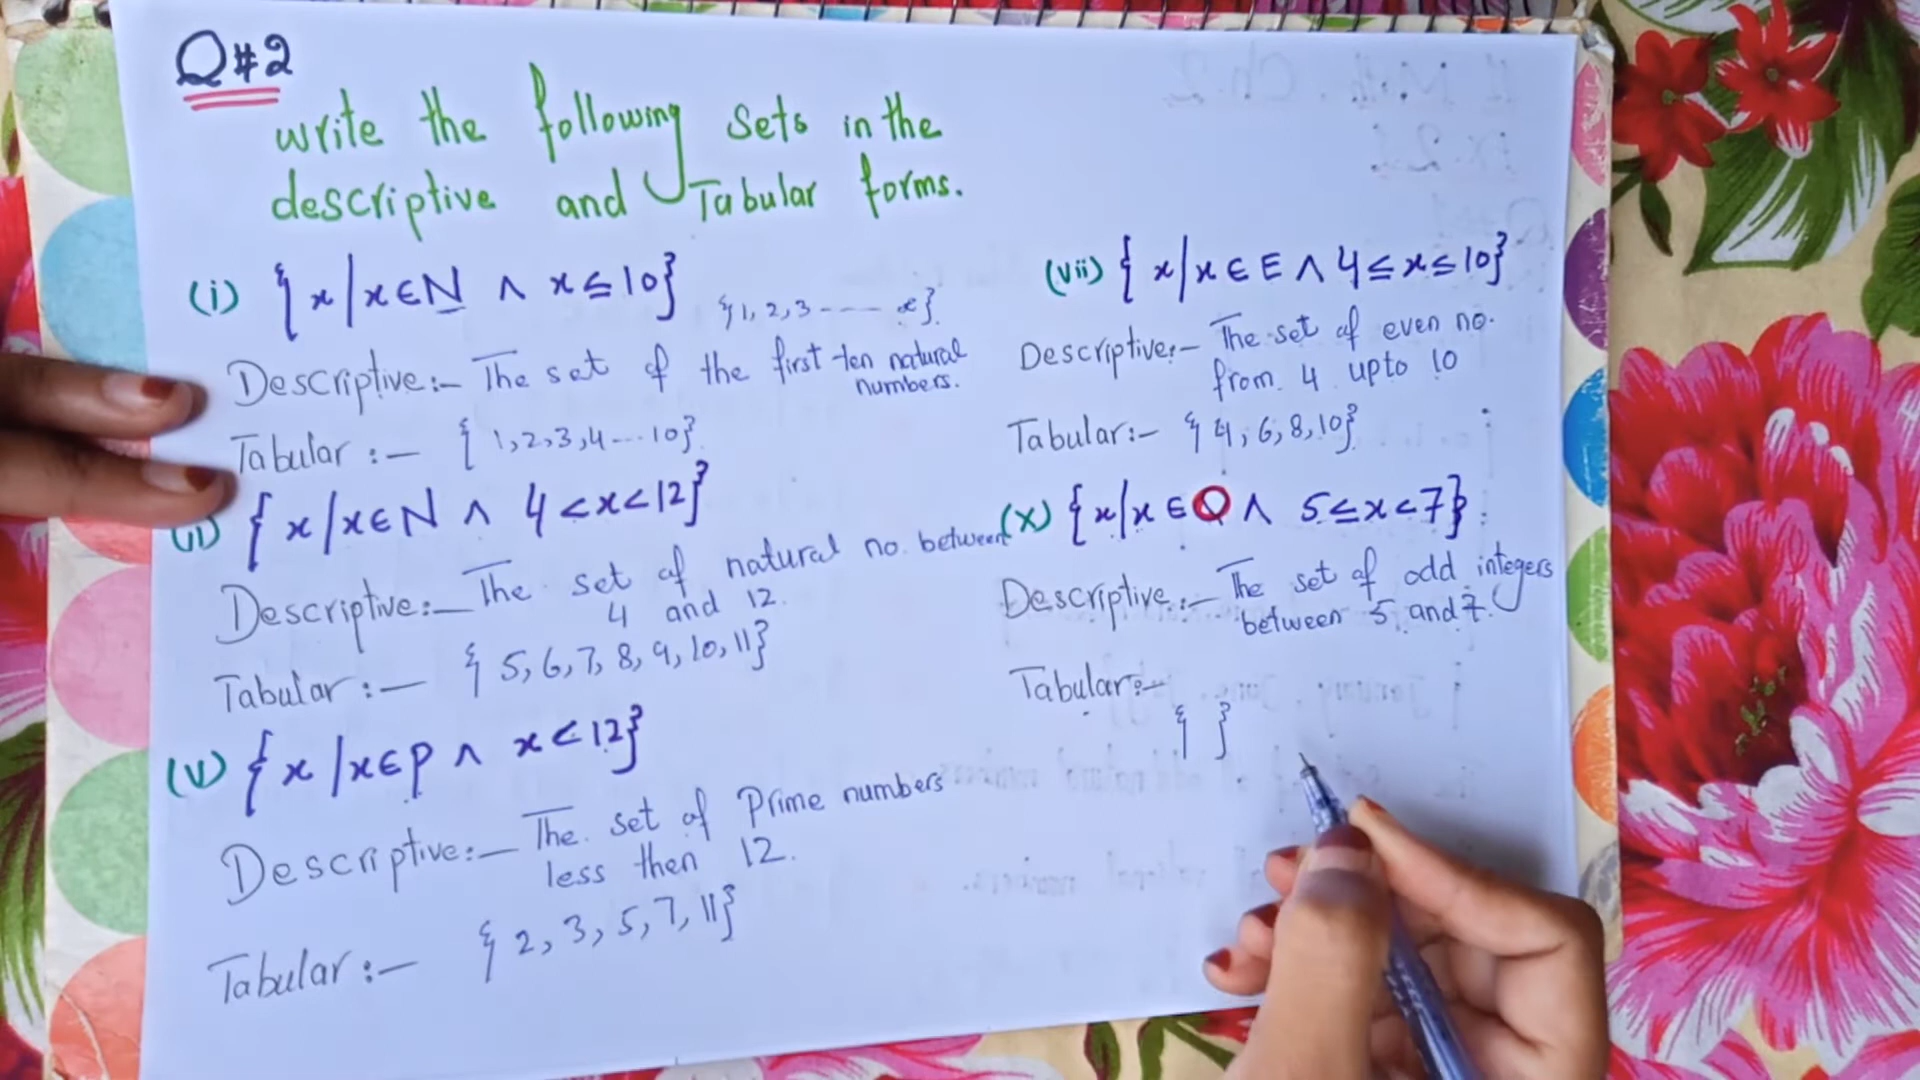 Q#2
write the following sets in the
descriptive and Tabular forms.
(i) {x/x∈N ∧ x≤10}
{1, 2, 3 ---- ∞}
Descriptive:- The set of the first ten natural
numbers.
Tabular :- { 1,2,3,4---10}
(ii) {x/x∈N ∧ 4<x<12}
Descriptive:- The set of natural no. between
4 and 12.
Tabular :- { 5, 6, 7, 8, 9, 10, 11}
(V) {x/x∈P ∧ x<12}
Descriptive:- The set of Prime numbers
less then 12.
Tabular :- { 2, 3, 5, 7, 11}
(vii) { x/x∈E ∧ 4≤x≤10}
Descriptive:- The set of even no.
from 4 upto 10
Tabular:- { 4, 6, 8, 10}
(X) {x/x∈O ∧ 5≤x<7}
Descriptive:- The set of odd integers
between 5 and 7.
Tabular:-
{ }